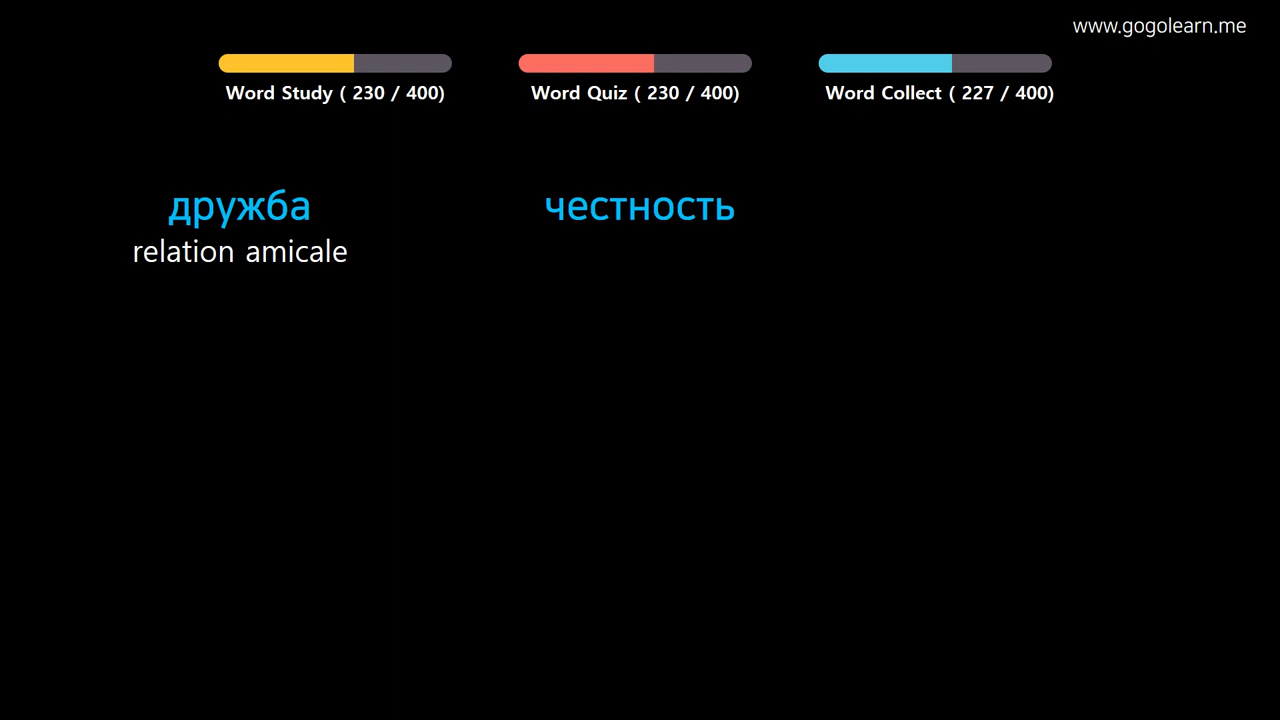 www.gogolearn.me
Word Study ( 230 / 400)
Word Quiz ( 230 / 400)
Word Collect ( 227 / 400)
дружба
relation amicale
честность